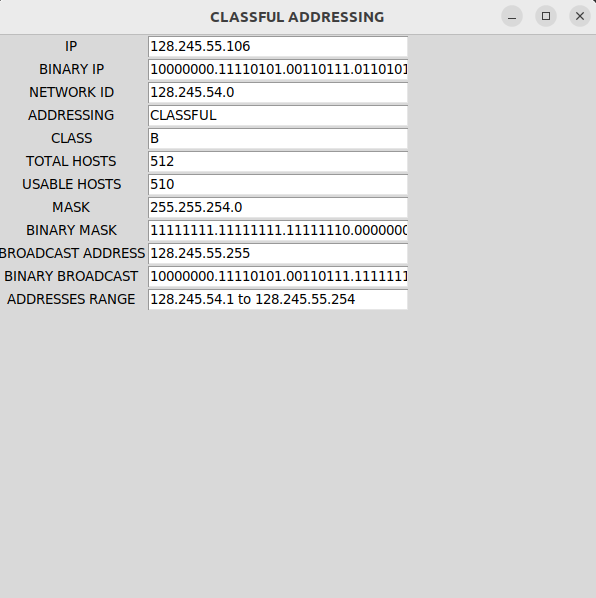 CLASSFUL ADDRESSING
IP 128.245.55.106
BINARY IP 10000000.11110101.00110111.0110101
NETWORK ID 128.245.54.0
ADDRESSING CLASSFUL
CLASS B
TOTAL HOSTS 512
USABLE HOSTS 510
MASK 255.255.254.0
BINARY MASK 11111111.11111111.11111110.0000000
BROADCAST ADDRESS 128.245.55.255
BINARY BROADCAST 10000000.11110101.00110111.1111111
ADDRESSES RANGE 128.245.54.1 to 128.245.55.254